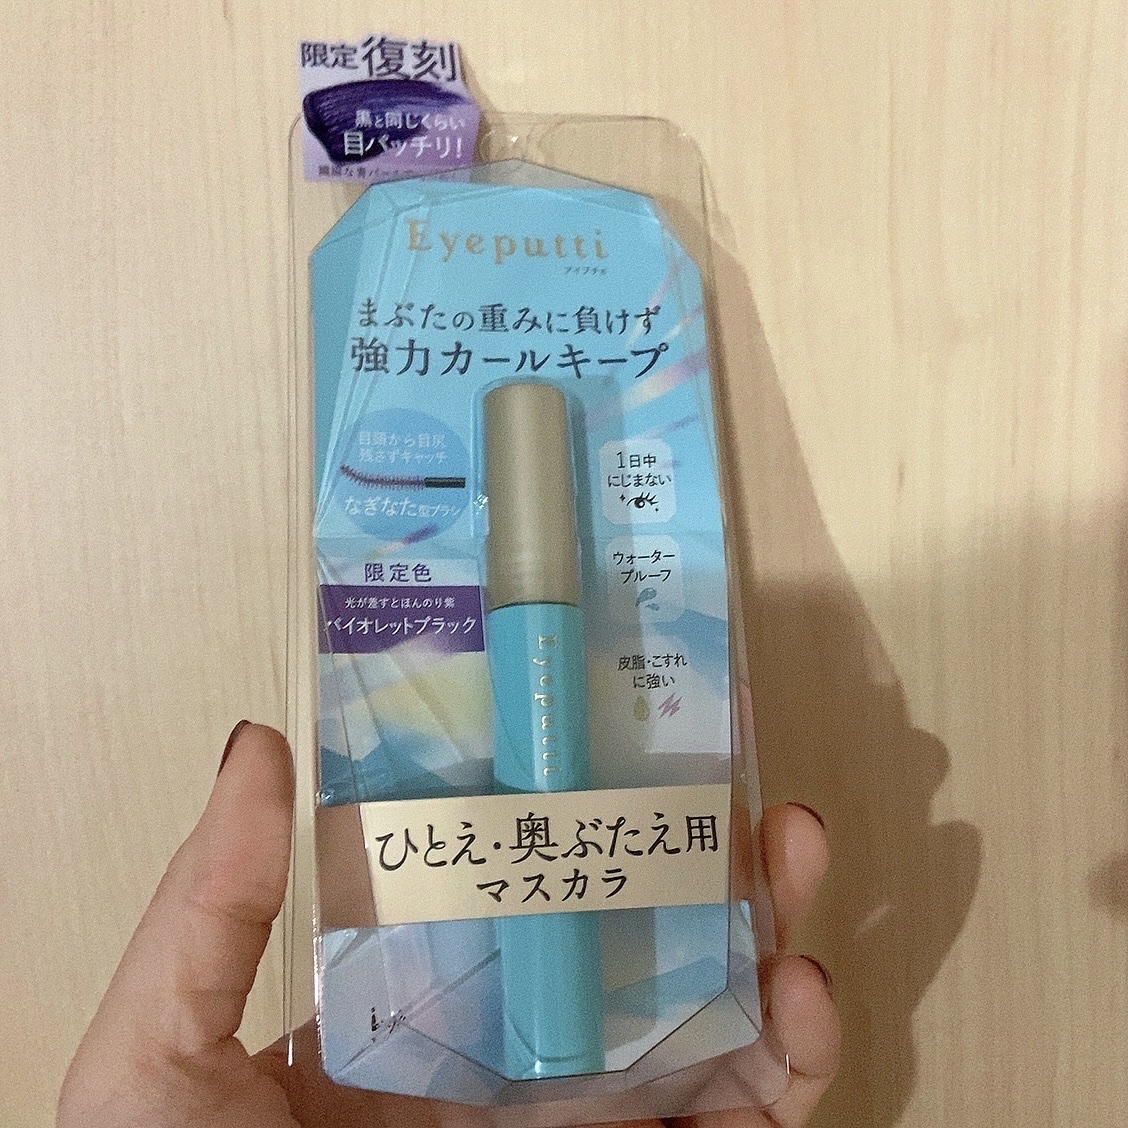 限定復刻
黒と同じくらい
目パッチリ!
Eyeputti
アイプチ®
まぶたの重みに負けず
強力カールキープ
目頭から目尻
残さずキャッチ
なぎなた型ブラシ
1日中
にじまない
ウォーター
プルーフ
限定色
光が差すとほんのり紫
バイオレットブラック
皮脂・こすれ
に強い
Eyeputti
ひとえ・奥ぶたえ用
マスカラ